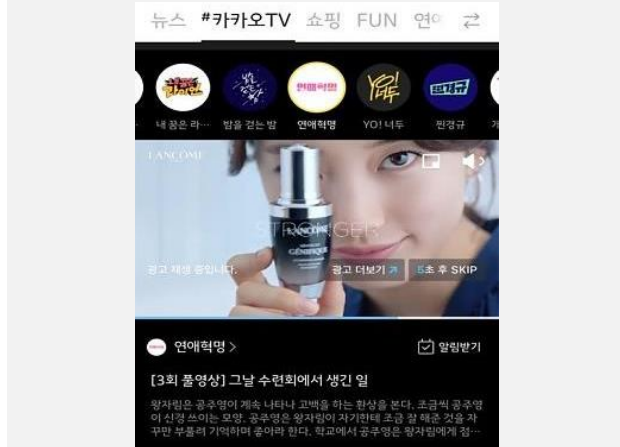 뉴스 #카카오TV 쇼핑 FUN 연
연애혁명
YO! 너두
찐경규
내 꿈은 라··· 밤을 걷는 밤 연애혁명 YO! 너두 찐경규
LANCOME
STRONGER
LANCOME
GÉNIFIQUE
광고 재생 중입니다. 광고 더보기 5초 후 SKIP
연애혁명 > 알림받기
[3회 풀영상] 그날 수련회에서 생긴 일
왕자림은 공주영이 계속 나타나 고백을 하는 환상을 본다. 조금씩 공주영
이 신경 쓰이는 모양. 공주영은 왕자림이 자기한테 조금 잘 해준 것을 자
꾸만 부풀려 기억하며 좋아라 한다. 학교에서 공주영은 왕자림에게 점···